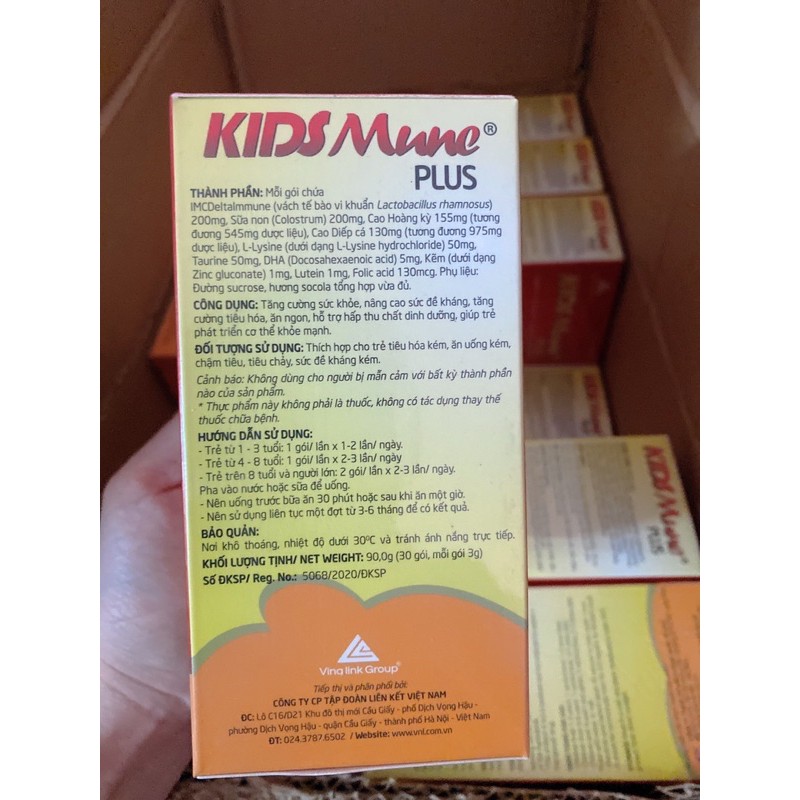 KIDS Mune®
PLUS
THÀNH PHẦN: Mỗi gói chứa
IMCDeltaImmune (vách tế bào vi khuẩn Lactobacillus rhamnosus)
200mg, Sữa non (Colostrum) 200mg, Cao Hoàng kỳ 155mg (tương
đương 545mg dược liệu), Cao Diếp cá 130mg (tương đương 975mg
dược liệu), L-Lysine (dưới dạng L-Lysine hydrochloride) 50mg,
Taurine 50mg, DHA (Docosahexaenoic acid) 5mg, Kẽm (dưới dạng
Zinc gluconate) 1mg, Lutein 1mg, Folic acid 130mcg. Phụ liệu:
Đường sucrose, hương socola tổng hợp vừa đủ.
CÔNG DỤNG: Tăng cường sức khỏe, nâng cao sức đề kháng, tăng
cường tiêu hóa, ăn ngon, hỗ trợ hấp thu chất dinh dưỡng, giúp trẻ
phát triển cơ thể khỏe mạnh.
ĐỐI TƯỢNG SỬ DỤNG: Thích hợp cho trẻ tiêu hóa kém, ăn uống kém,
chậm tiêu, tiêu chảy, sức đề kháng kém.
Cảnh báo: Không dùng cho người bị mẫn cảm với bất kỳ thành phần
nào của sản phẩm.
* Thực phẩm này không phải là thuốc, không có tác dụng thay thế
thuốc chữa bệnh.
HƯỚNG DẪN SỬ DỤNG:
- Trẻ từ 1 - 3 tuổi: 1 gói/ lần x 1-2 lần/ ngày.
- Trẻ từ 4 - 8 tuổi: 1 gói/ lần x 2-3 lần/ ngày
- Trẻ trên 8 tuổi và người lớn: 2 gói/ lần x 2-3 lần/ ngày.
Pha vào nước hoặc sữa để uống.
- Nên uống trước bữa ăn 30 phút hoặc sau khi ăn một giờ.
- Nên sử dụng liên tục một đợt từ 3-6 tháng để có kết quả.
BẢO QUẢN:
Nơi khô thoáng, nhiệt độ dưới 30ºC và tránh ánh nắng trực tiếp.
KHỐI LƯỢNG TỊNH/ NET WEIGHT: 90,0g (30 gói, mỗi gói 3g)
Số ĐKSP/ Reg. No.: 5068/2020/ĐKSP
Vina link Group®
Tiếp thị và phân phối bởi:
CÔNG TY CP TẬP ĐOÀN LIÊN KẾT VIỆT NAM
ĐC: Lô C16/D21 Khu đô thị mới Cầu Giấy - phố Dịch Vọng Hậu -
phường Dịch Vọng Hậu - quận Cầu Giấy - thành phố Hà Nội - Việt Nam
ĐT: 024.3787.6502 / Website: www.vnl.com.vn
KIDS Mune
KIDS Mune®
PLUS